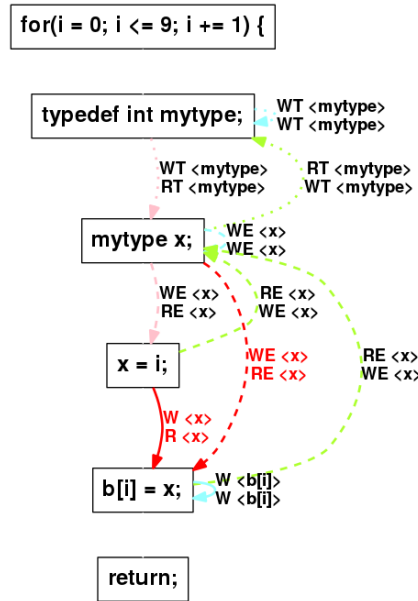 for(i = 0; i <= 9; i += 1) {
typedef int mytype;
WT <mytype>
WT <mytype>
WT <mytype>
RT <mytype>
RT <mytype>
WT <mytype>
mytype x;
WE <x>
WE <x>
WE <x>
RE <x>
RE <x>
WE <x>
x = i;
WE <x>
RE <x>
RE <x>
WE <x>
W <x>
R <x>
b[i] = x;
W <b[i]>
W <b[i]>
return;